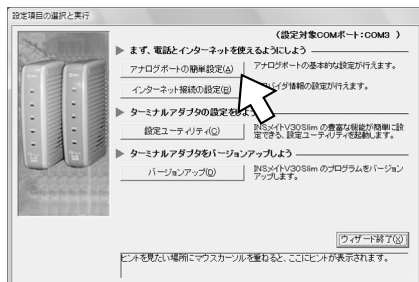 設定項目の選択と実行
(設定対象COMポート:COM3 )
まず、電話とインターネットを使えるようにしよう
アナログポートの簡単設定(A)
アナログポートの基本的な設定が行えます。
インターネット接続の設定(B)
バイダ情報の設定が行えます。
ターミナルアダプタの設定をしよう
設定ユーティリティ(C)
INSメイトV30Slim の豊富な機能が簡単に設
定できる、設定ユーティリティを起動します。
ターミナルアダプタをバージョンアップしよう
バージョンアップ(D)
INSメイトV30Slim のプログラムをバージョン
アップします。
ウィザード終了(X)
ヒントを見たい場所にマウスカーソルを重ねると、ここにヒントが表示されます。